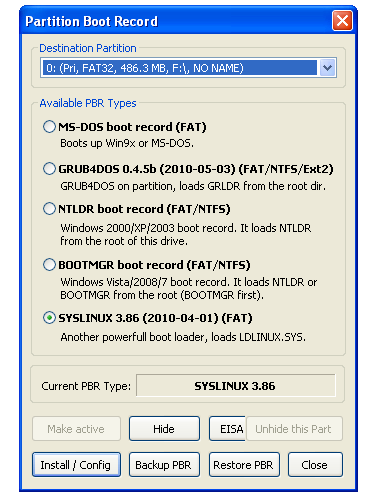 Partition Boot Record
Destination Partition
0: (Pri, FAT32, 486.3 MB, F:\, NO NAME)
Available PBR Types
MS-DOS boot record (FAT)
Boots up Win9x or MS-DOS.
GRUB4DOS 0.4.5b (2010-05-03) (FAT/NTFS/Ext2)
GRUB4DOS on partition, loads GRLDR from the root dir.
NTLDR boot record (FAT/NTFS)
Windows 2000/XP/2003 boot record. It loads NTLDR
from the root of this drive.
BOOTMGR boot record (FAT/NTFS)
Windows Vista/2008/7 boot record. It loads NTLDR or
BOOTMGR from the root (BOOTMGR first).
SYSLINUX 3.86 (2010-04-01) (FAT)
Another powerfull boot loader, loads LDLINUX.SYS.
Current PBR Type: SYSLINUX 3.86
Make active Hide EISA Unhide this Part
Install / Config Backup PBR Restore PBR Close